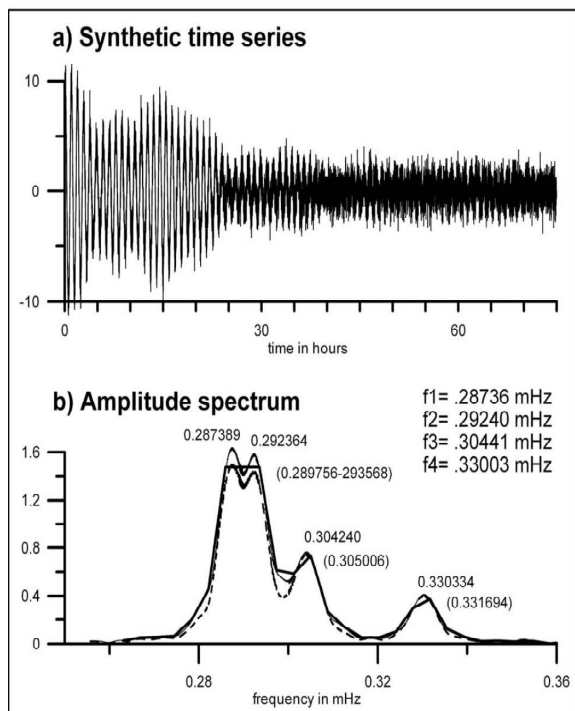 a) Synthetic time series
10
0
-10
0 30 60
time in hours
b) Amplitude spectrum
f1= .28736 mHz
f2= .29240 mHz
f3= .30441 mHz
f4= .33003 mHz
0.287389 0.292364
(0.289756-293568)
0.304240
(0.305006)
0.330334
(0.331694)
1.6
1.2
0.8
0.4
0
0.28 0.32 0.36
frequency in mHz